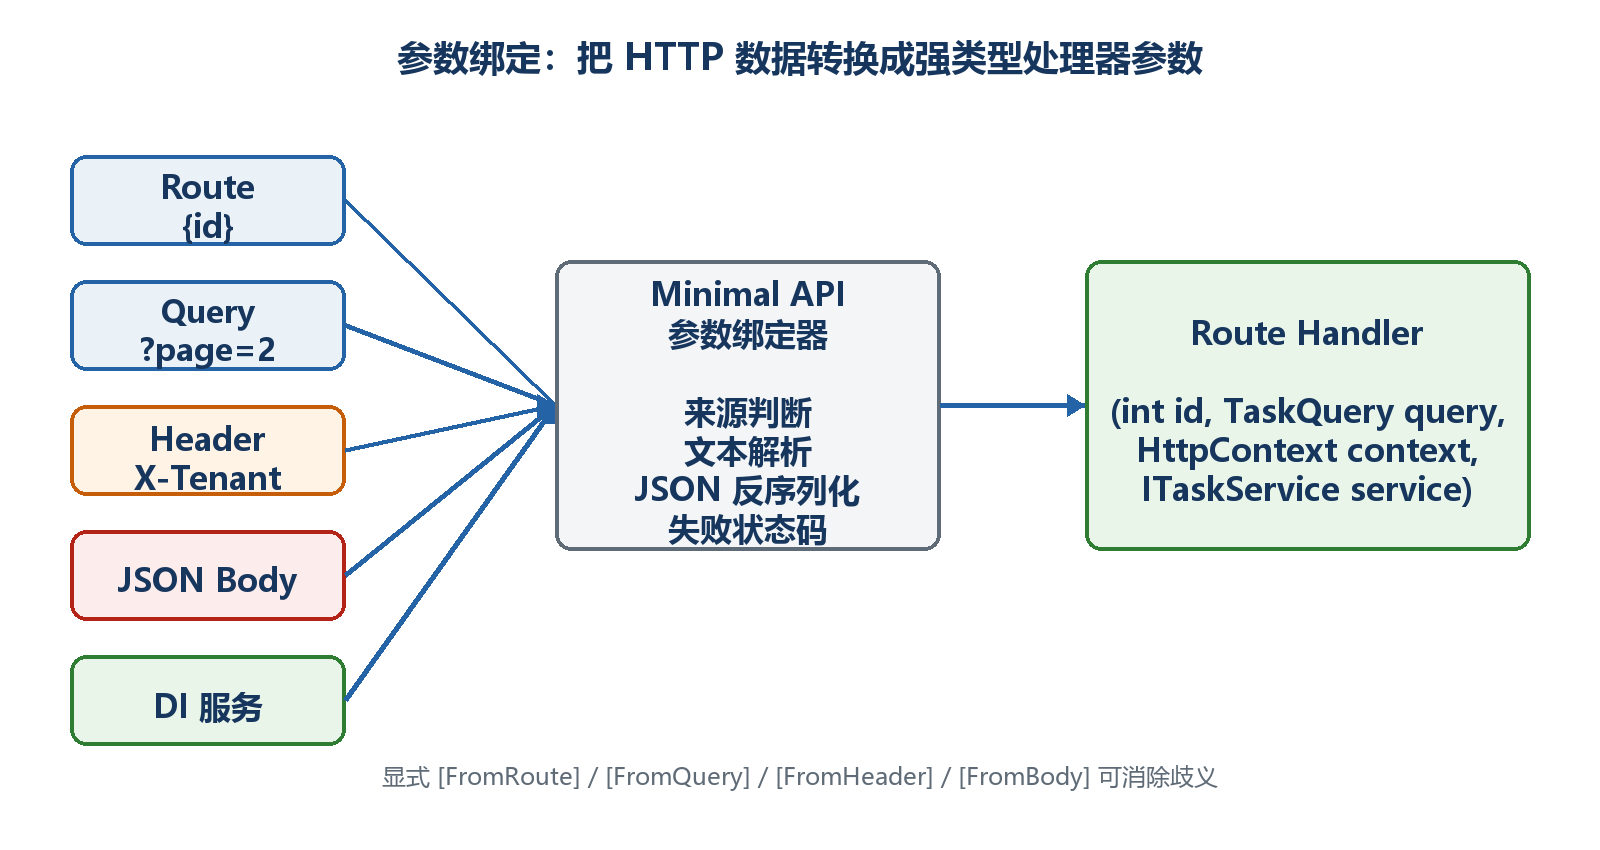 参数绑定：把 HTTP 数据转换成强类型处理器参数
Route
{id}
Query
?page=2
Header
X-Tenant
JSON Body
DI 服务
Minimal API
参数绑定器
来源判断
文本解析
JSON 反序列化
失败状态码
Route Handler
(int id, TaskQuery query,
HttpContext context,
ITaskService service)
显式 [FromRoute] / [FromQuery] / [FromHeader] / [FromBody] 可消除歧义